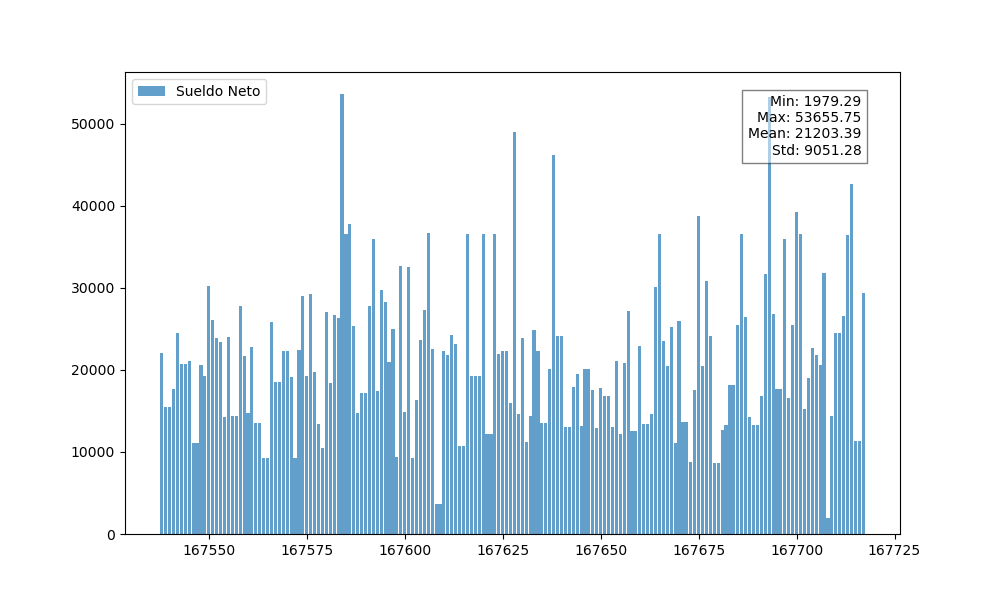 Sueldo Neto
Min: 1979.29
Max: 53655.75
Mean: 21203.39
Std: 9051.28
50000
40000
30000
20000
10000
0
167550 167575 167600 167625 167650 167675 167700 167725